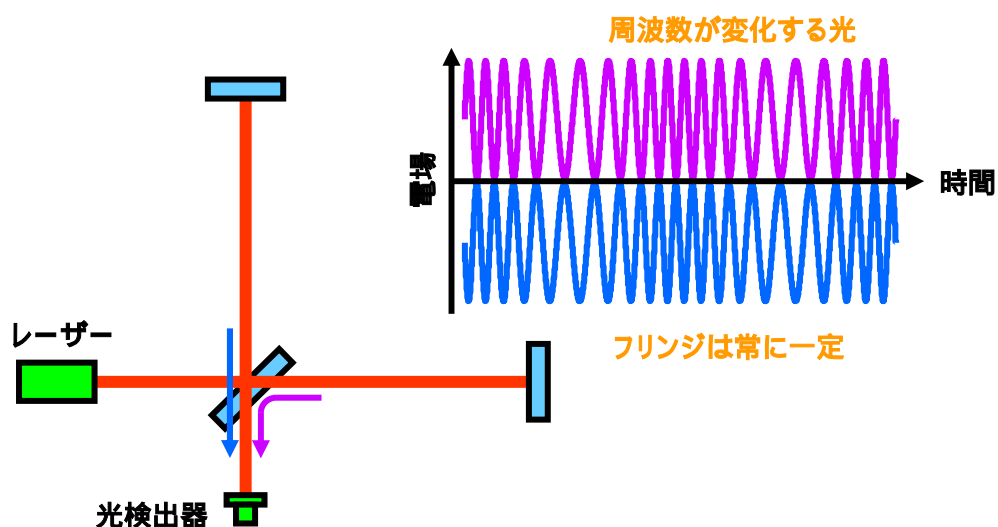 周波数が変化する光
電場
時間
レーザー
フリンジは常に一定
光検出器